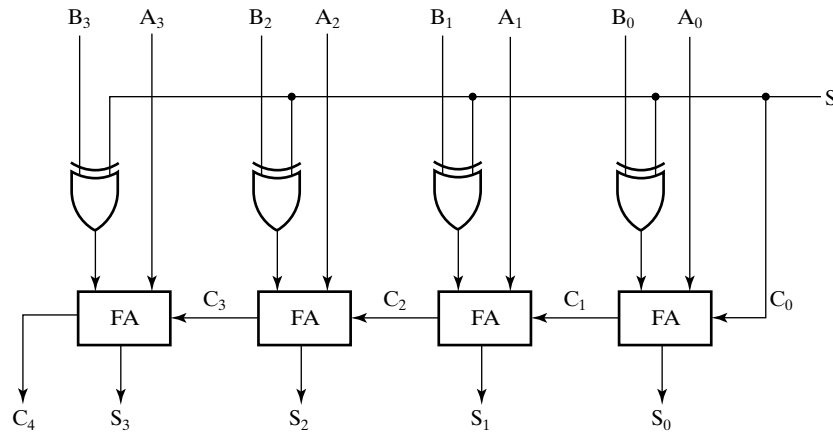 B₃ A₃ B₂ A₂ B₁ A₁ B₀ A₀
S
FA C₃ FA C₂ FA C₁ FA C₀
C₄ S₃ S₂ S₁ S₀